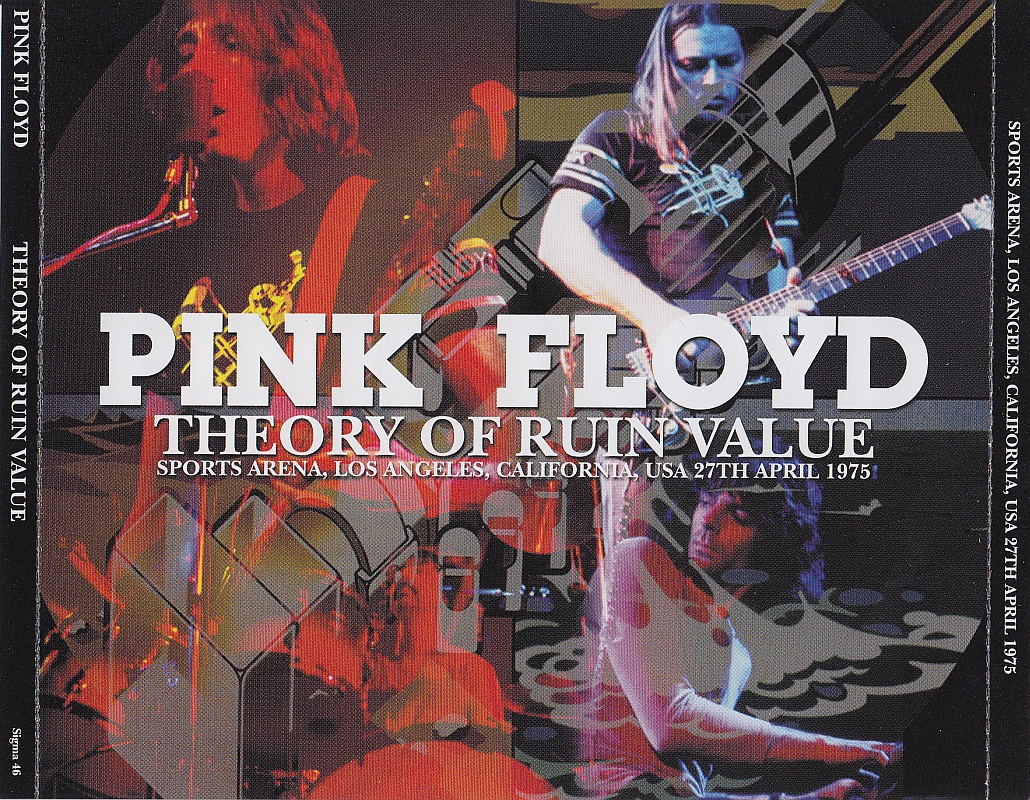 PINK FLOYD THEORY OF RUIN VALUE Sigma 46
PINK FLOYD
THEORY OF RUIN VALUE
SPORTS ARENA, LOS ANGELES, CALIFORNIA, USA 27TH APRIL 1975
SPORTS ARENA, LOS ANGELES, CALIFORNIA, USA 27TH APRIL 1975